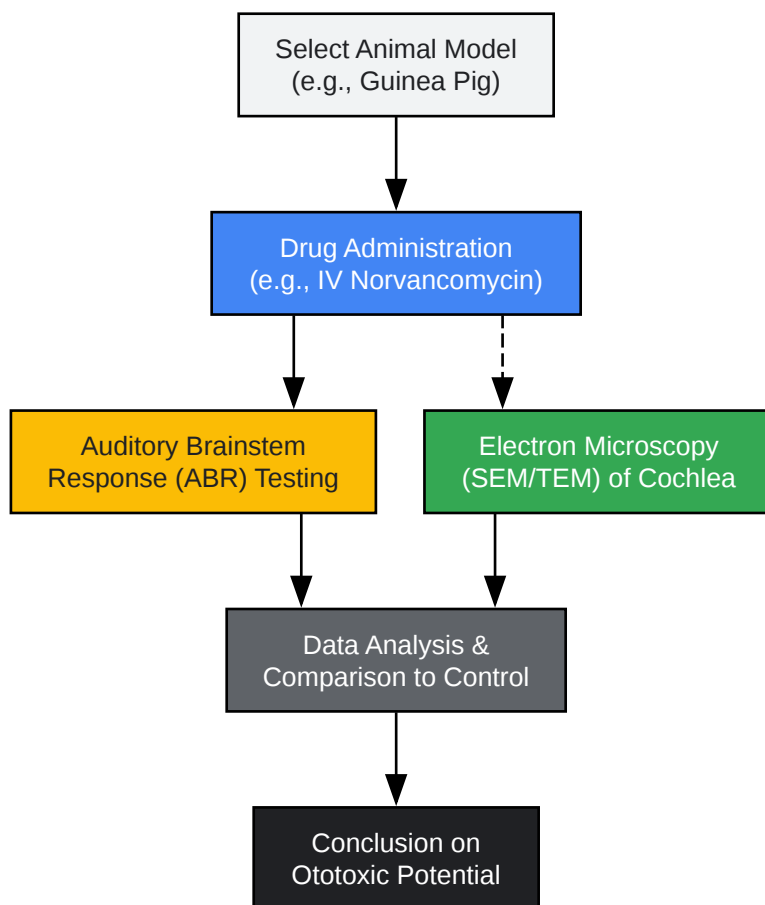 Select Animal Model
(e.g., Guinea Pig)
Drug Administration
(e.g., IV Norvancomycin)
Auditory Brainstem
Response (ABR) Testing
Electron Microscopy
(SEM/TEM) of Cochlea
Data Analysis &
Comparison to Control
Conclusion on
Ototoxic Potential